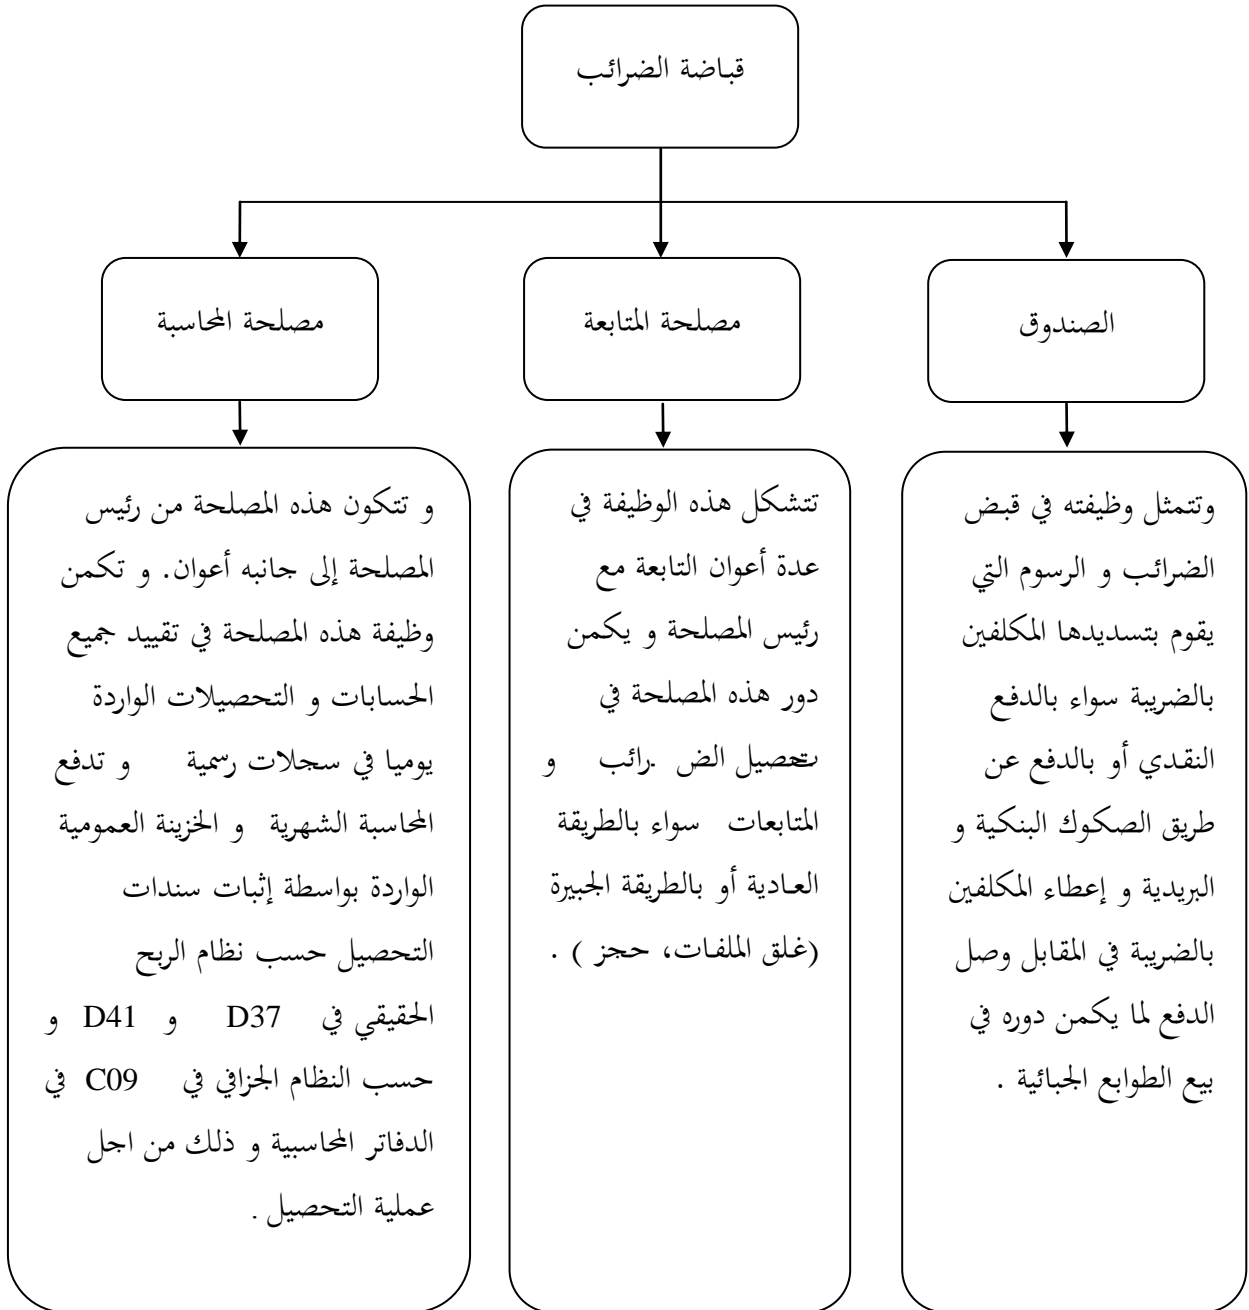 قباضة الضرائب
الصندوق
مصلحة المتابعة
مصلحة المحاسبة
وتتمثل وظيفته في قبض
الضرائب و الرسوم التي
يقوم بتسديدها المكلفين
بالضريبة سواء بالدفع
النقدي أو بالدفع عن
طريق الصكوك البنكية و
البريدية و إعطاء المكلفين
بالضريبة في المقابل وصل
الدفع لما يكمن دوره في
بيع الطوابع الجبائية .
تتشكل هذه الوظيفة في
عدة أعوان التابعة مع
رئيس المصلحة و يكمن
دور هذه المصلحة في
تحصيل الض رائب و
المتابعات سواء بالطريقة
العادية أو بالطريقة الجبيرة
(غلق الملفات، حجز ) .
و تتكون هذه المصلحة من رئيس
المصلحة إلى جانبه أعوان. و تكمن
وظيفة هذه المصلحة في تقييد جميع
الحسابات و التحصيلات الواردة
يوميا في سجلات رسمية و تدفع
المحاسبة الشهرية و الخزينة العمومية
الواردة بواسطة إثبات سندات
التحصيل حسب نظام الربح
الحقيقي في D37 و D41 و
حسب النظام الجزافي في C09 في
الدفاتر المحاسبية و ذلك من اجل
عملية التحصيل .